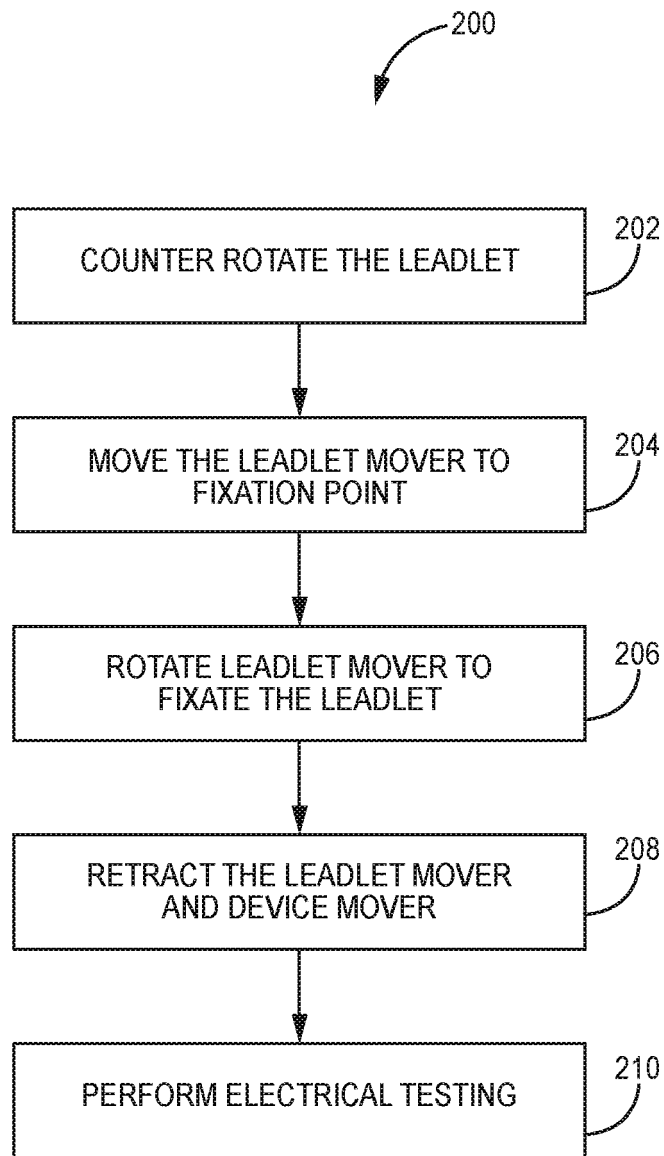 200
COUNTER ROTATE THE LEADLET
202
MOVE THE LEADLET MOVER TO
FIXATION POINT
204
ROTATE LEADLET MOVER TO
FIXATE THE LEADLET
206
RETRACT THE LEADLET MOVER
AND DEVICE MOVER
208
PERFORM ELECTRICAL TESTING
210